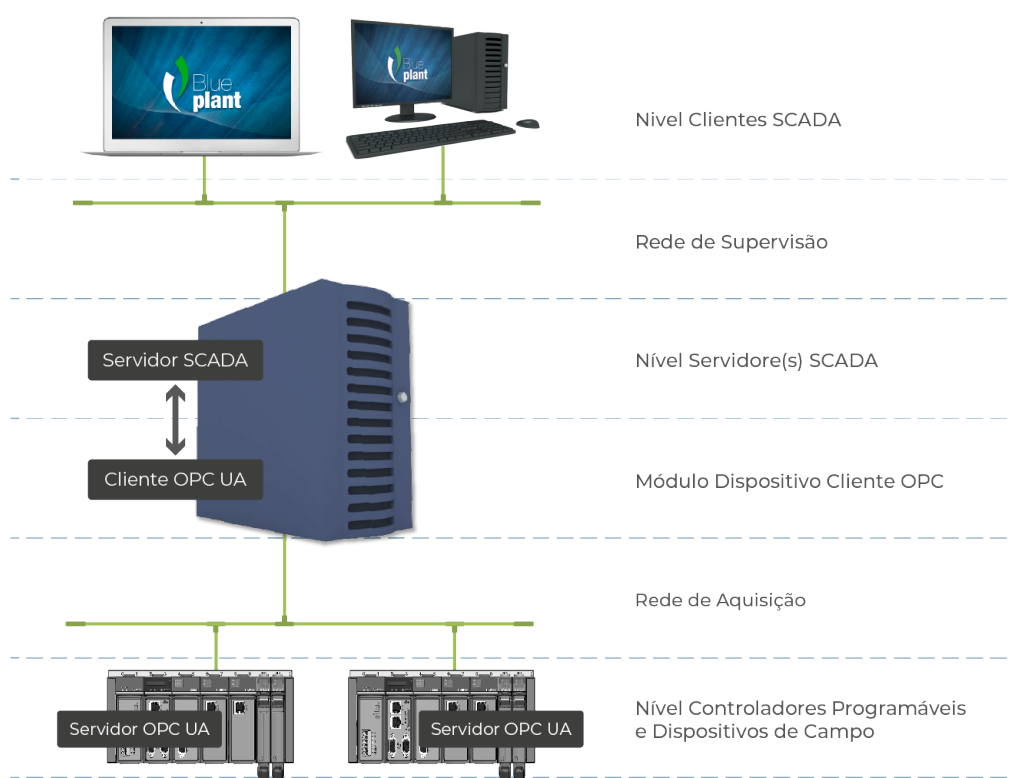 Blue
plant
Blue
plant
Nivel Clientes SCADA
Rede de Supervisão
Servidor SCADA
Nível Servidore(s) SCADA
Cliente OPC UA
Módulo Dispositivo Cliente OPC
Rede de Aquisição
Servidor OPC UA
Servidor OPC UA
Nível Controladores Programáveis
e Dispositivos de Campo